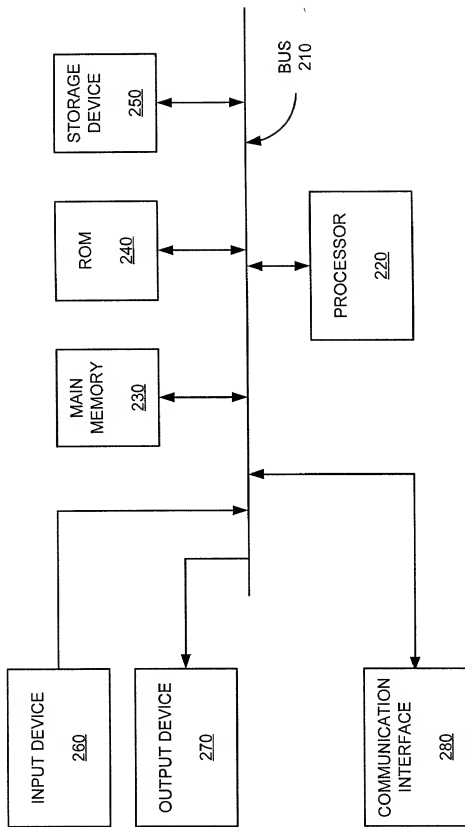 INPUT DEVICE
260
OUTPUT DEVICE
270
COMMUNICATION
INTERFACE
280
MAIN
MEMORY
230
ROM
240
STORAGE
DEVICE
250
PROCESSOR
220
BUS
210